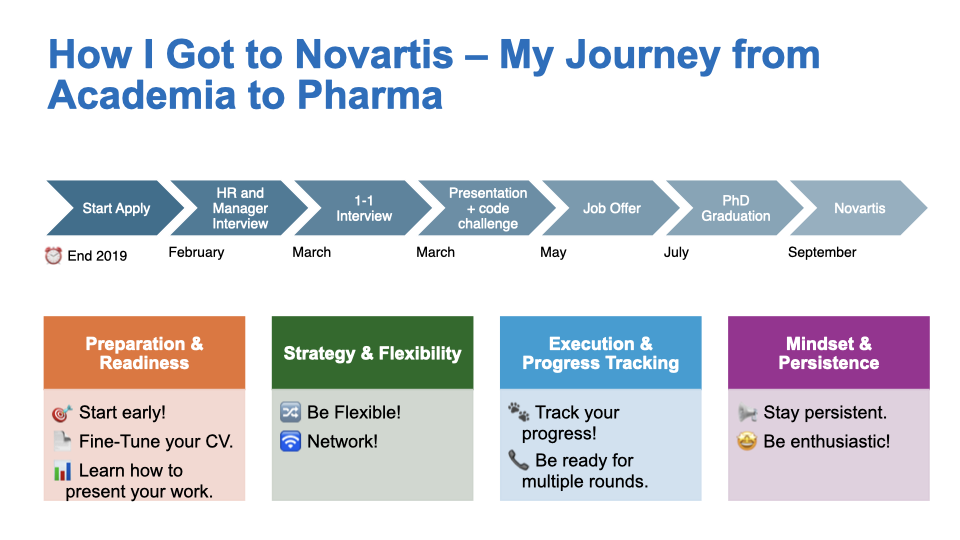 How I Got to Novartis – My Journey from
Academia to Pharma
Start Apply
HR and
Manager
Interview
1-1
Interview
Presentation
+ code
challenge
Job Offer
PhD
Graduation
Novartis
End 2019
February
March
March
May
July
September
Preparation &
Readiness
Start early!
Fine-Tune your CV.
Learn how to
present your work.
Strategy & Flexibility
Be Flexible!
Network!
Execution &
Progress Tracking
Track your
progress!
Be ready for
multiple rounds.
Mindset &
Persistence
Stay persistent.
Be enthusiastic!